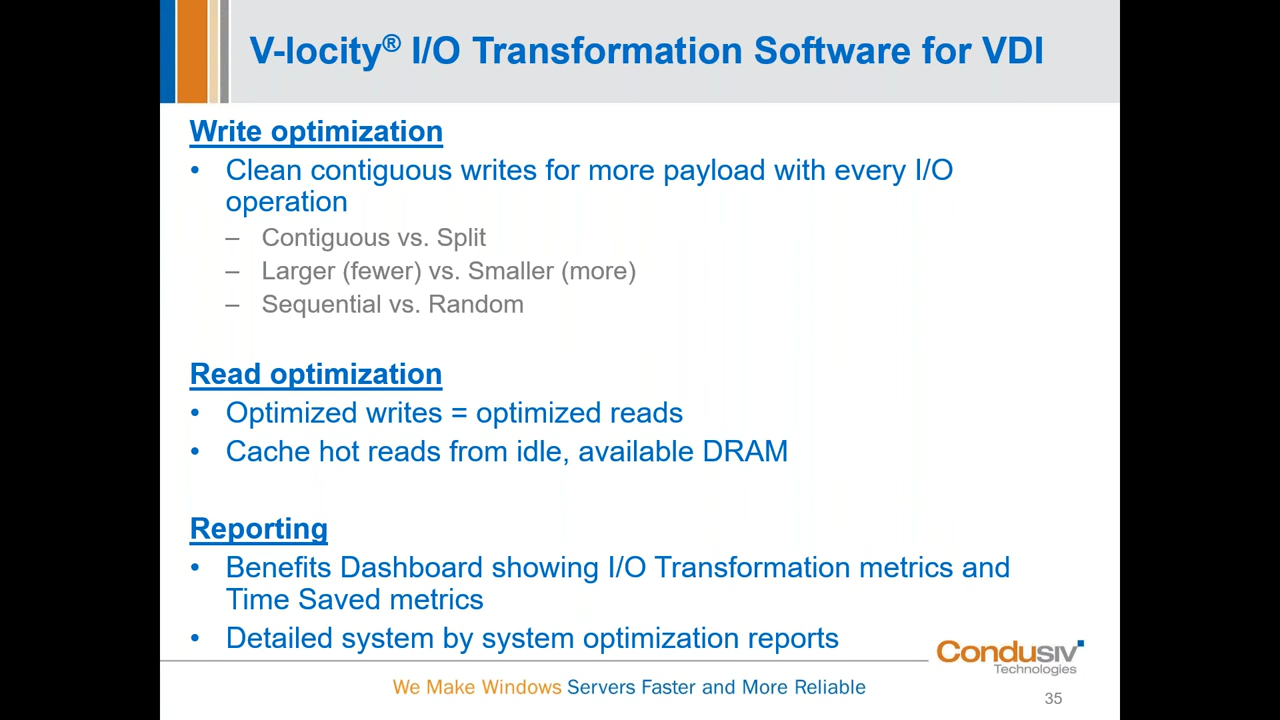 V-locity® I/O Transformation Software for VDI
Write optimization
• Clean contiguous writes for more payload with every I/O
operation
– Contiguous vs. Split
– Larger (fewer) vs. Smaller (more)
– Sequential vs. Random
Read optimization
• Optimized writes = optimized reads
• Cache hot reads from idle, available DRAM
Reporting
• Benefits Dashboard showing I/O Transformation metrics and
Time Saved metrics
• Detailed system by system optimization reports
Condusiv
Technologies
We Make Windows Servers Faster and More Reliable
35